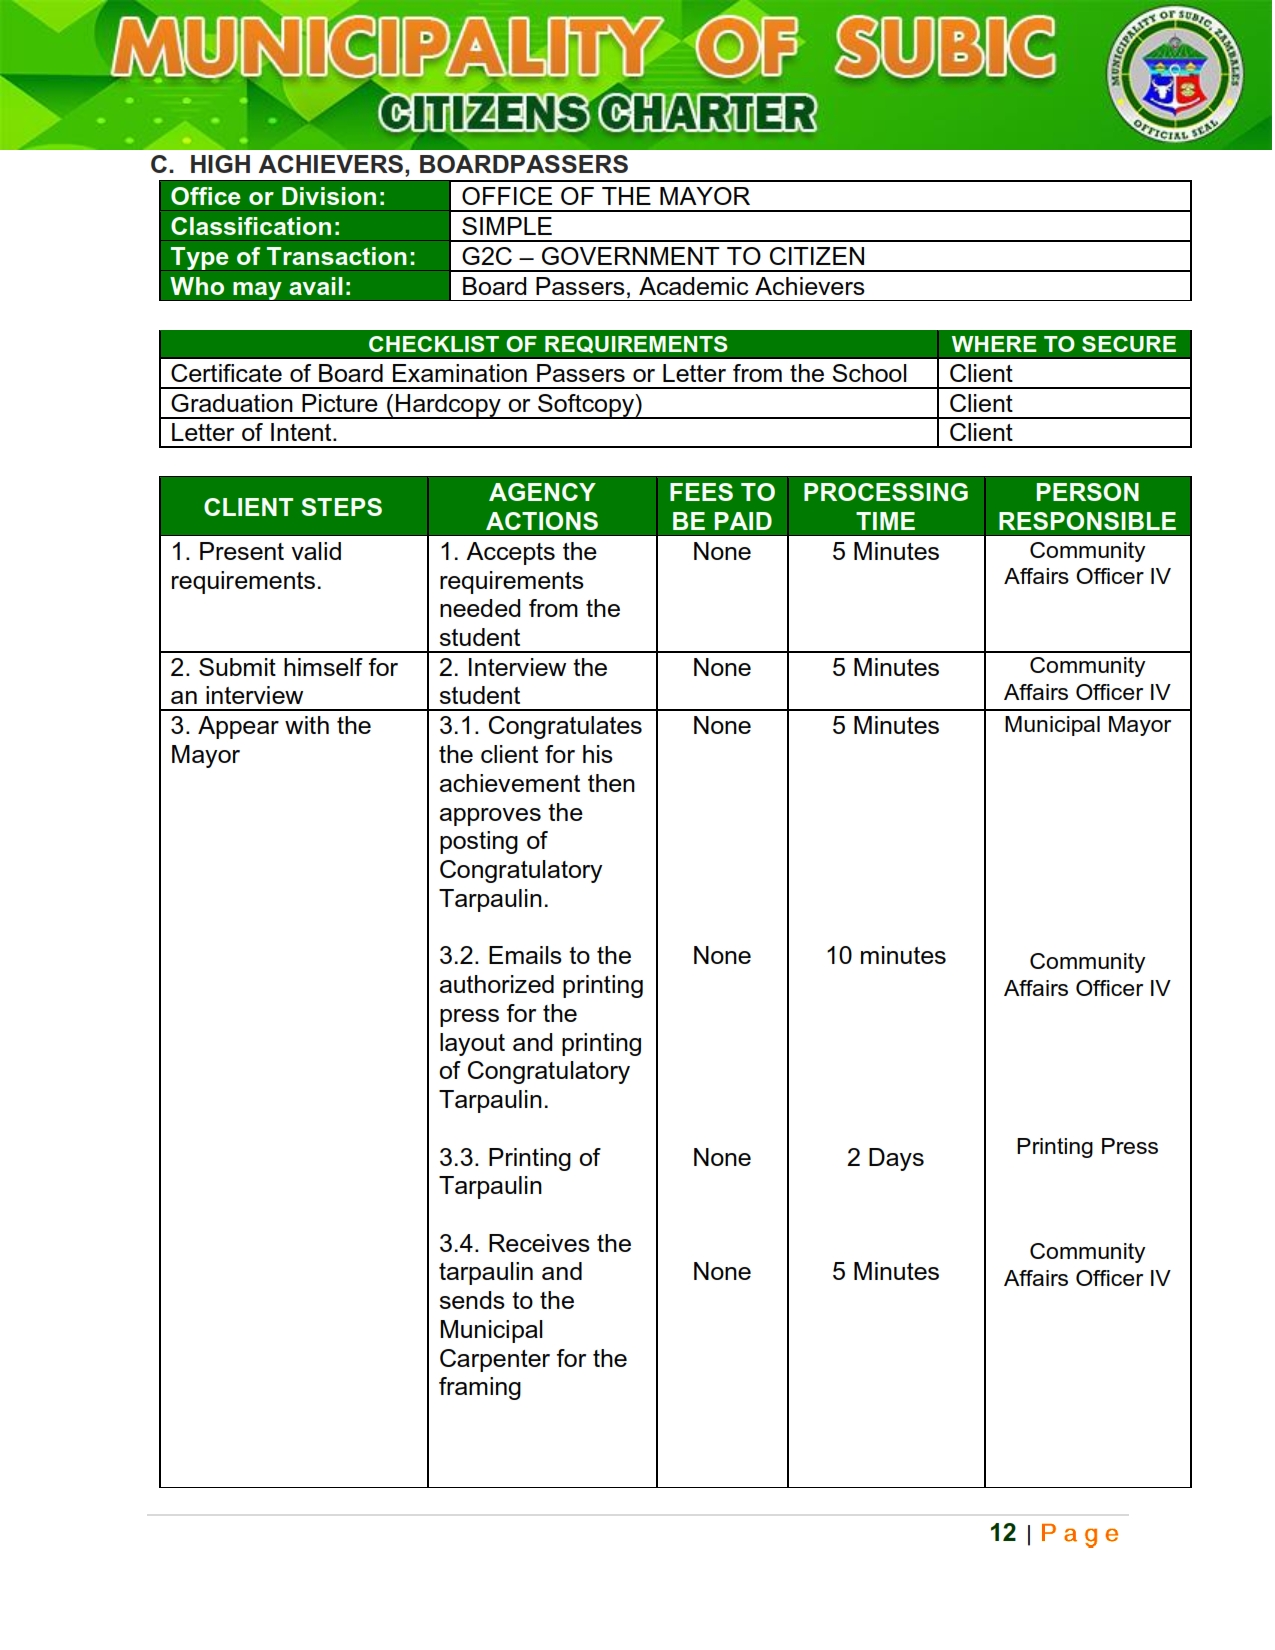 MUNICIPALITY OF SUBIC
CITIZENS CHARTER
MUNICIPALITY OF SUBIC, ZAMBALES
OFFICIAL SEAL
C. HIGH ACHIEVERS, BOARDPASSERS
Office or Division: OFFICE OF THE MAYOR
Classification: SIMPLE
Type of Transaction: G2C – GOVERNMENT TO CITIZEN
Who may avail: Board Passers, Academic Achievers
CHECKLIST OF REQUIREMENTS WHERE TO SECURE
Certificate of Board Examination Passers or Letter from the School Client
Graduation Picture (Hardcopy or Softcopy) Client
Letter of Intent. Client
CLIENT STEPS
AGENCY
ACTIONS
FEES TO
BE PAID
PROCESSING
TIME
PERSON
RESPONSIBLE
1. Present valid
requirements.
1. Accepts the
requirements
needed from the
student
None
5 Minutes
Community
Affairs Officer IV
2. Submit himself for
an interview
2. Interview the
student
None
5 Minutes
Community
Affairs Officer IV
3. Appear with the
Mayor
3.1. Congratulates
the client for his
achievement then
approves the
posting of
Congratulatory
Tarpaulin.
None
5 Minutes
Municipal Mayor
3.2. Emails to the
authorized printing
press for the
layout and printing
of Congratulatory
Tarpaulin.
None
10 minutes
Community
Affairs Officer IV
3.3. Printing of
Tarpaulin
None
2 Days
Printing Press
3.4. Receives the
tarpaulin and
sends to the
Municipal
Carpenter for the
framing
None
5 Minutes
Community
Affairs Officer IV
12 | Page